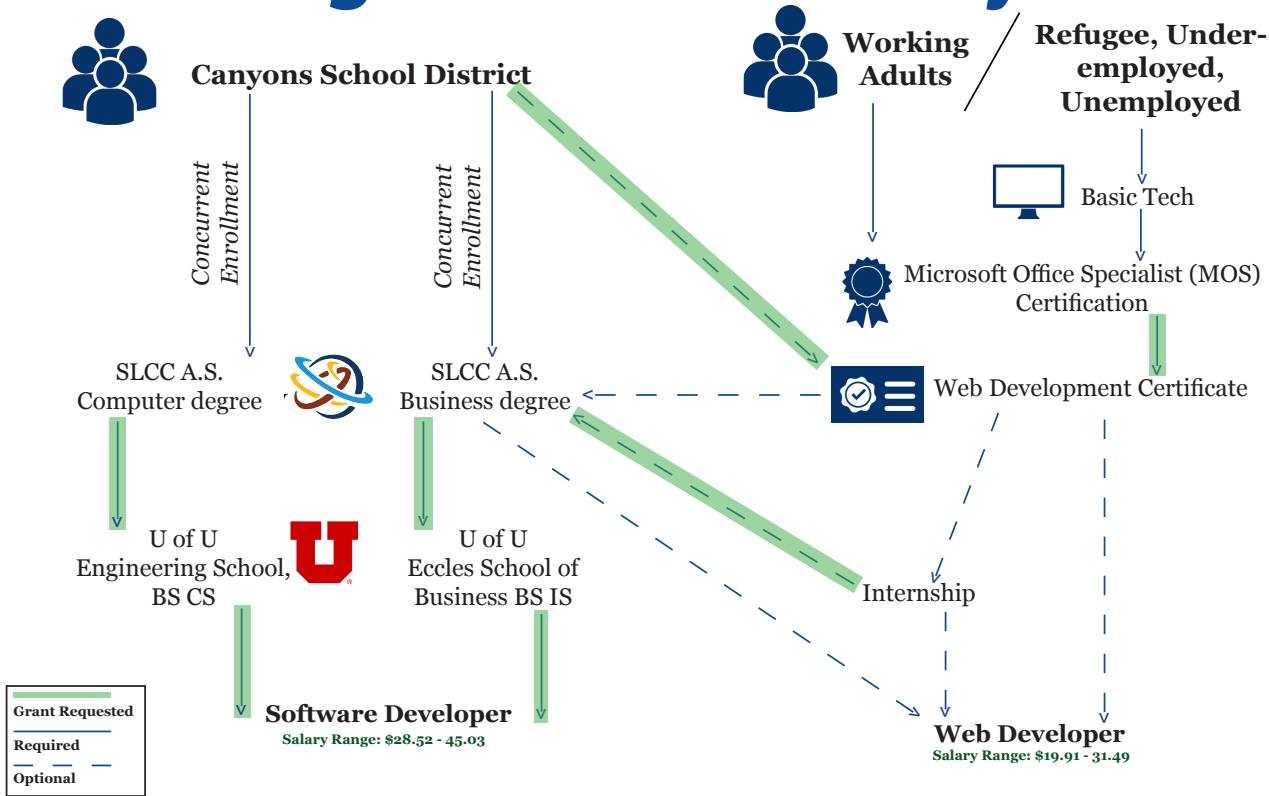 Canyons School District
Working
Adults
Refugee, Under-
employed,
Unemployed
Concurrent
Enrollment
Concurrent
Enrollment
Basic Tech
Microsoft Office Specialist (MOS)
Certification
SLCC A.S.
Computer degree
SLCC A.S.
Business degree
Web Development Certificate
U of U
Engineering School,
BS CS
U of U
Eccles School of
Business BS IS
Internship
Software Developer
Salary Range: $28.52 - 45.03
Web Developer
Salary Range: $19.91 - 31.49
Grant Requested
Required
Optional